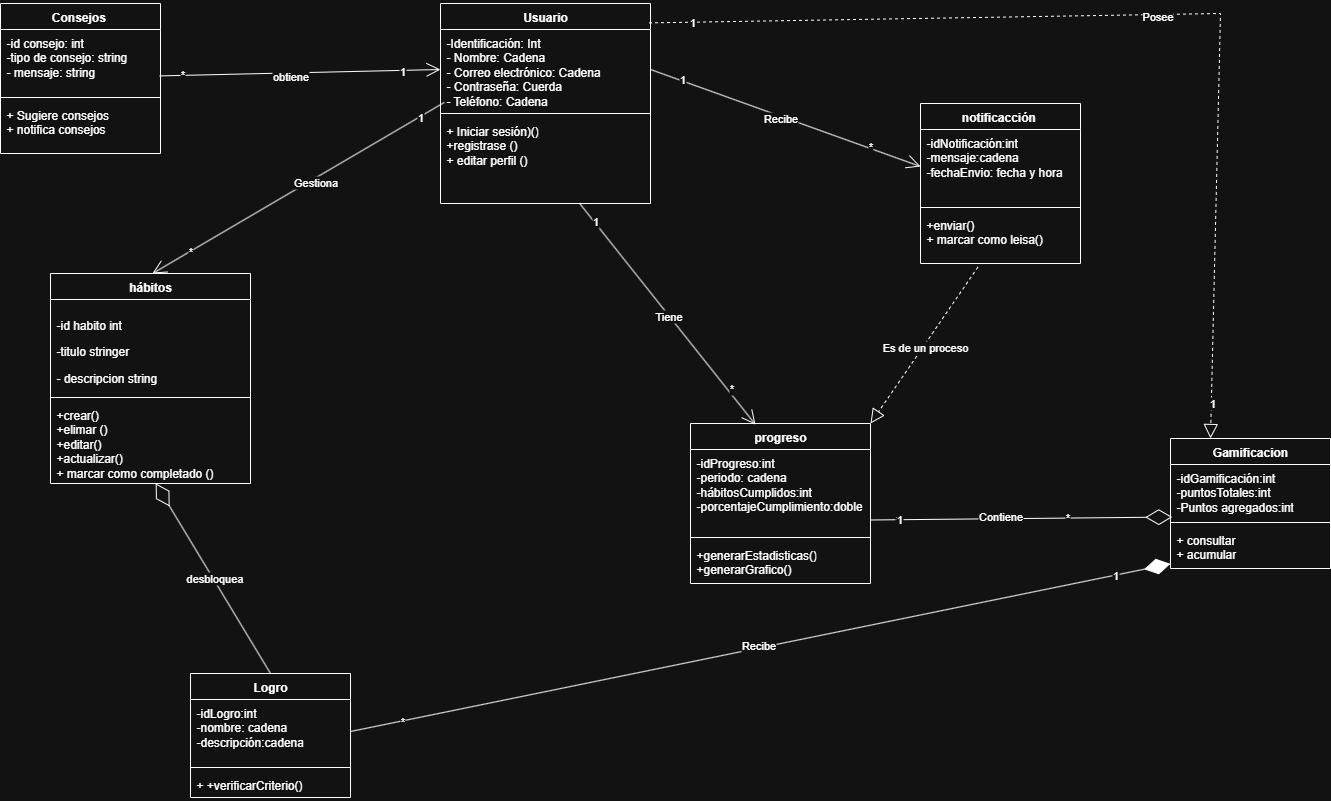 Consejos
-id consejo: int
-tipo de consejo: string
- mensaje: string
+ Sugiere consejos
+ notifica consejos
*
obtiene
1
Usuario
-Identificación: Int
- Nombre: Cadena
- Correo electrónico: Cadena
- Contraseña: Cuerda
- Teléfono: Cadena
+ Iniciar sesión)()
+registrase ()
+ editar perfil ()
1
Posee
1
1
Recibe
*
notificacción
-idNotificación:int
-mensaje:cadena
-fechaEnvio: fecha y hora
+enviar()
+ marcar como leisa()
1
Gestiona
*
1
Tiene
*
Es de un proceso
hábitos
-id habito int
-titulo stringer
- descripcion string
+crear()
+elimar ()
+editar()
+actualizar()
+ marcar como completado ()
progreso
-idProgreso:int
-periodo: cadena
-hábitosCumplidos:int
-porcentajeCumplimiento:doble
+generarEstadisticas()
+generarGrafico()
1
Contiene
*
Gamificacion
-idGamificación:int
-puntosTotales:int
-Puntos agregados:int
+ consultar
+ acumular
desbloquea
1
Recibe
*
Logro
-idLogro:int
-nombre: cadena
-descripción:cadena
+ +verificarCriterio()